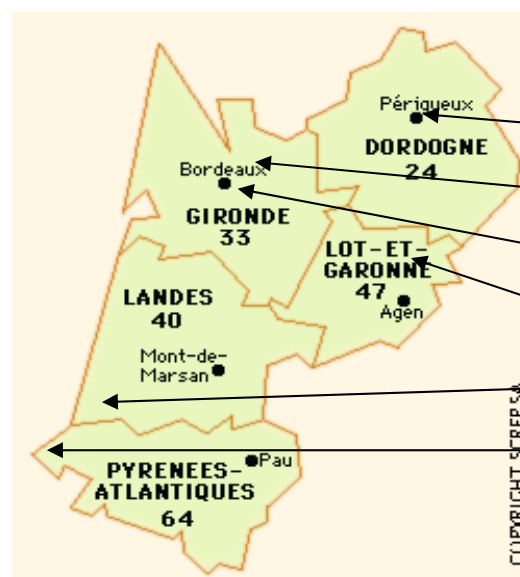 Périgueux
DORDOGNE
24
Bordeaux
GIRONDE
33
LOT-ET-
GARONNE
47
Agen
LANDES
40
Mont-de-
Marsan
Pau
PYRENEES-
ATLANTIQUES
64
COPYRIGHT